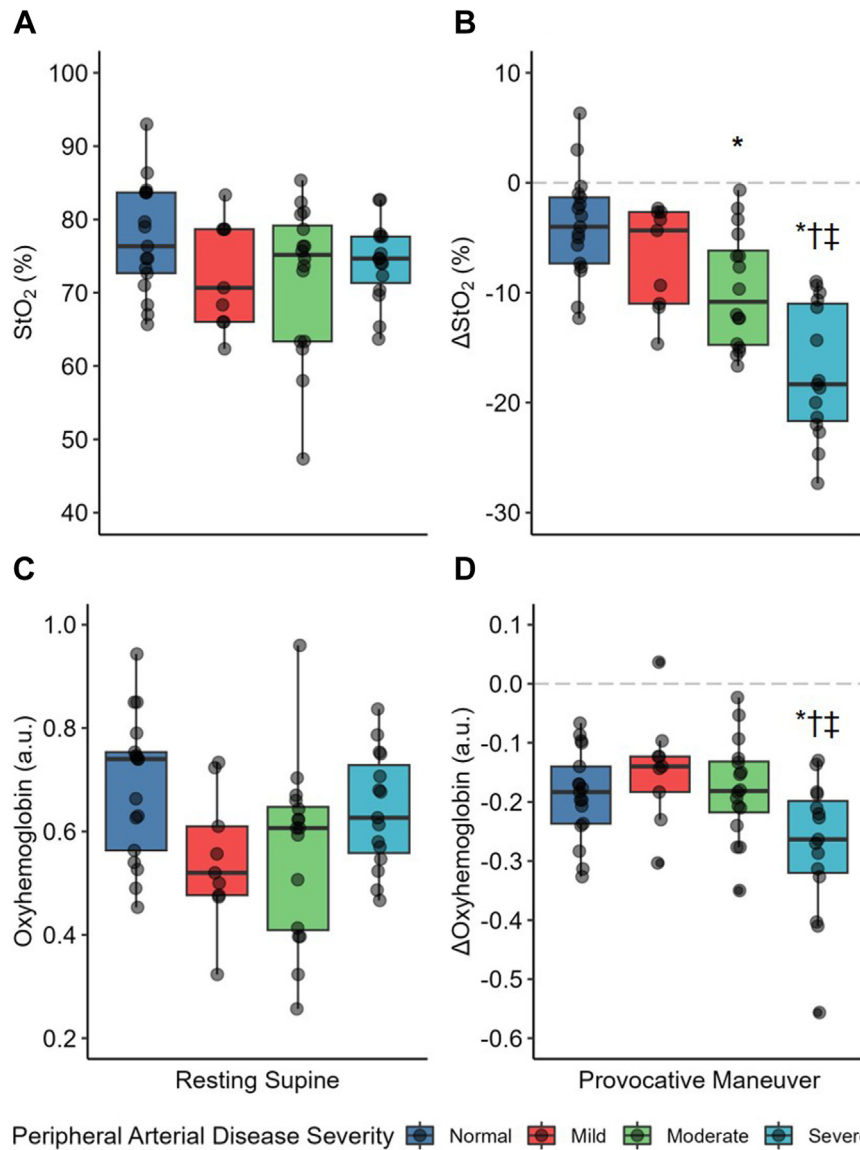 A
StO₂ (%)
100
90
80
70
60
50
40
B
ΔStO₂ (%)
10
0
-10
-20
-30
*
*†‡
C
Oxyhemoglobin (a.u.)
1.0
0.8
0.6
0.4
0.2
Resting Supine
D
ΔOxyhemoglobin (a.u.)
0.1
0.0
-0.1
-0.2
-0.3
-0.4
-0.5
-0.6
*†‡
Provocative Maneuver
Peripheral Arterial Disease Severity Normal Mild Moderate Severe